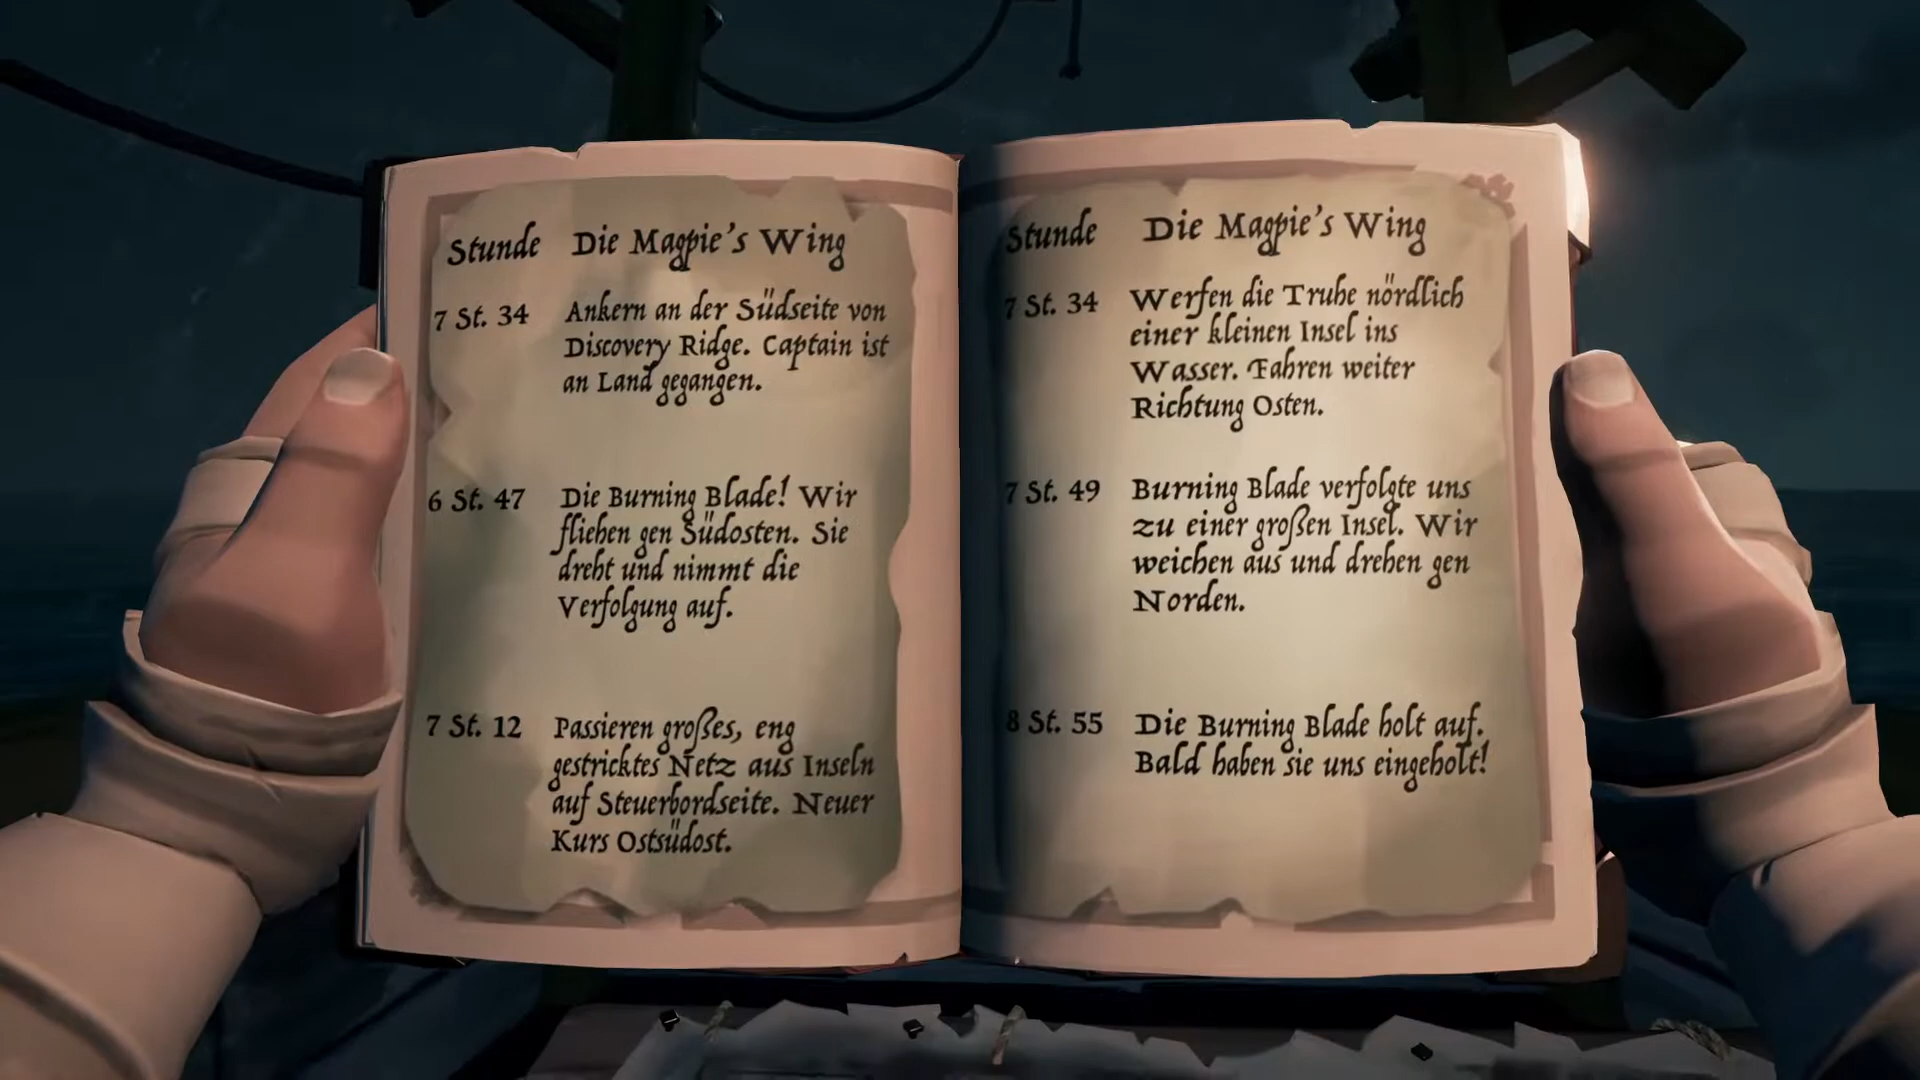 Stunde Die Magpie's Wing
7 St. 34 Ankern an der Südseite von
Discovery Ridge. Captain ist
an Land gegangen.
6 St. 47 Die Burning Blade! Wir
fliehen gen Südosten. Sie
dreht und nimmt die
Verfolgung auf.
7 St. 12 Passieren großes, eng
gestricktes Netz aus Inseln
auf Steuerbordseite. Neuer
Kurs Ostsüdost.
Stunde Die Magpie's Wing
7 St. 34 Werfen die Truhe nördlich
einer kleinen Insel ins
Wasser. Fahren weiter
Richtung Osten.
7 St. 49 Burning Blade verfolgte uns
zu einer großen Insel. Wir
weichen aus und drehen gen
Norden.
8 St. 55 Die Burning Blade holt auf.
Bald haben sie uns eingeholt!